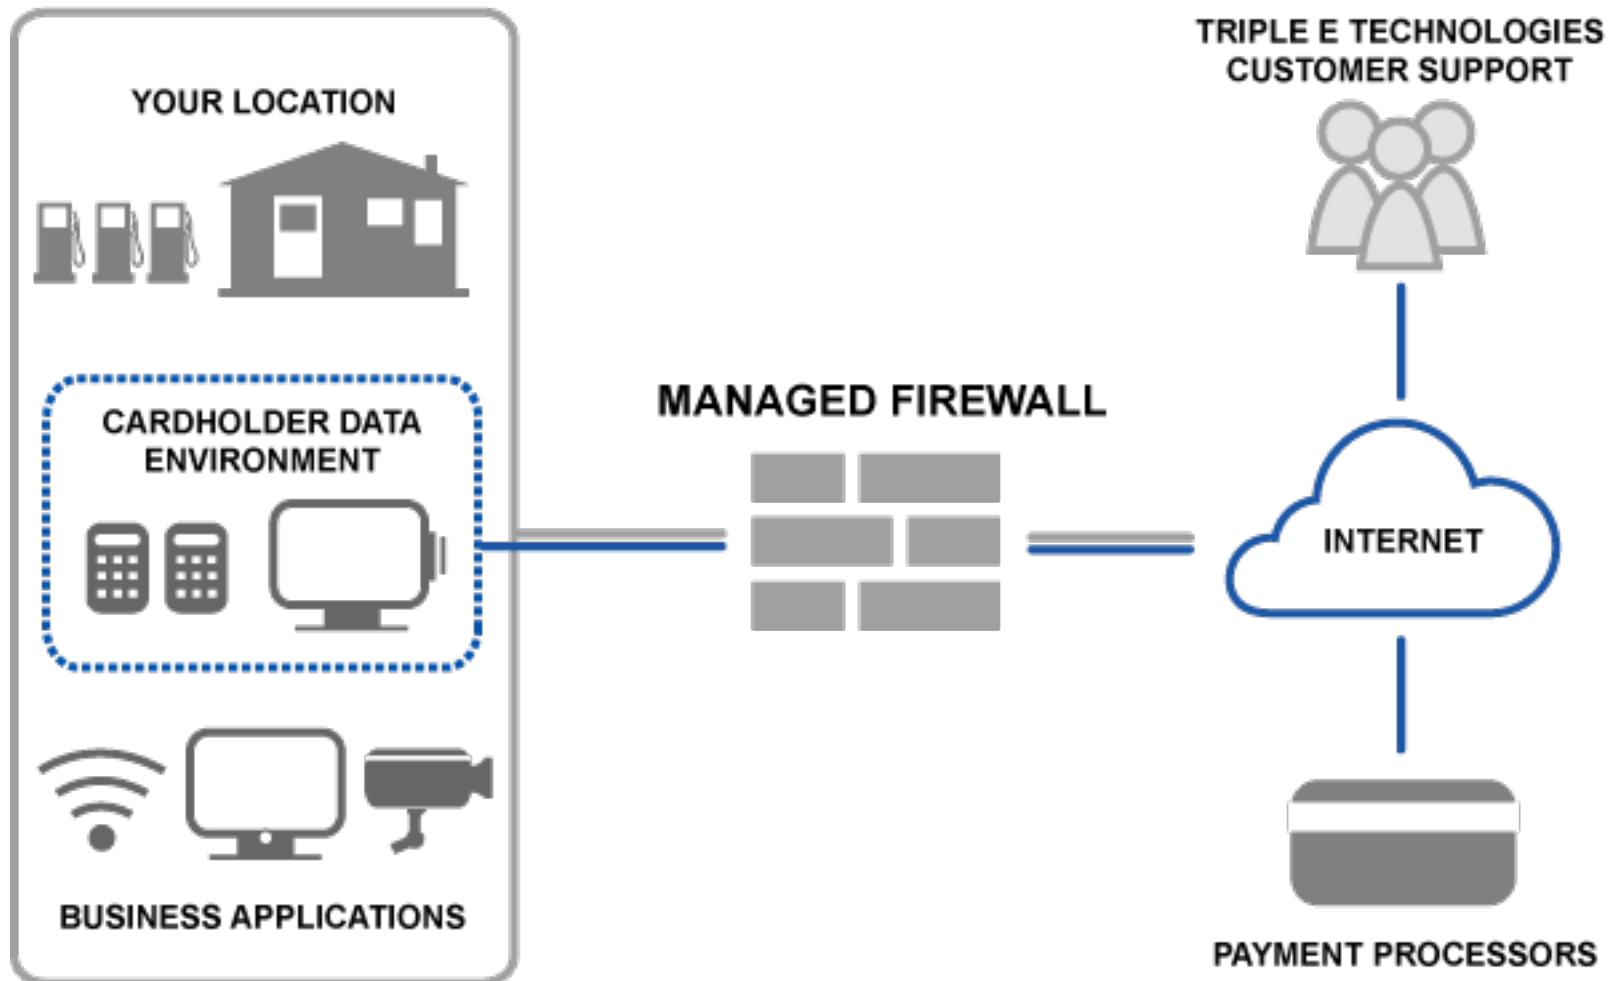 YOUR LOCATION
CARDHOLDER DATA
ENVIRONMENT
BUSINESS APPLICATIONS
MANAGED FIREWALL
TRIPLE E TECHNOLOGIES
CUSTOMER SUPPORT
INTERNET
PAYMENT PROCESSORS